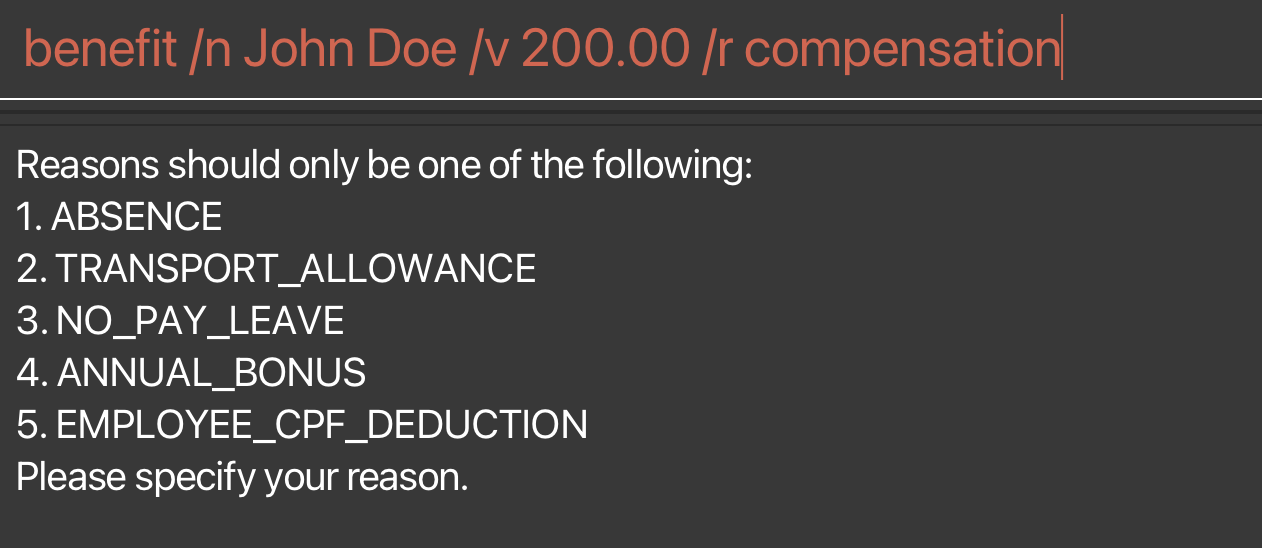 benefit /n John Doe /v 200.00 /r compensation
Reasons should only be one of the following:
1. ABSENCE
2. TRANSPORT_ALLOWANCE
3. NO_PAY_LEAVE
4. ANNUAL_BONUS
5. EMPLOYEE_CPF_DEDUCTION
Please specify your reason.